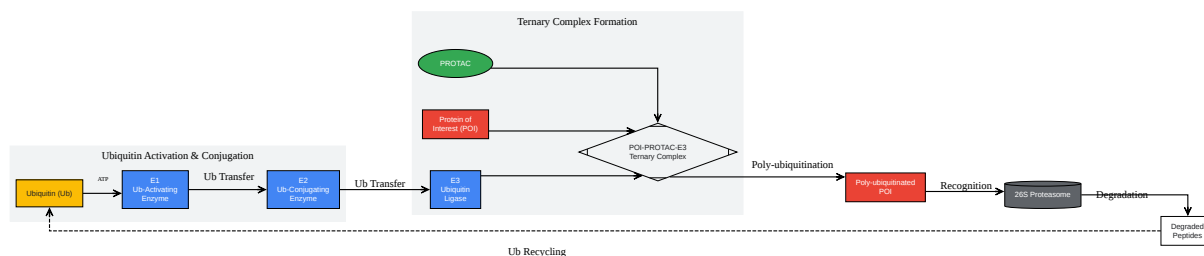 Ternary Complex Formation
PROTAC
Protein of
Interest (POI)
POI-PROTAC-E3
Ternary Complex
Ubiquitin Activation & Conjugation
Ubiquitin (Ub)
ATP
E1
Ub-Activating
Enzyme
Ub Transfer
E2
Ub-Conjugating
Enzyme
Ub Transfer
E3
Ubiquitin
Ligase
Poly-ubiquitination
Poly-ubiquitinated
POI
Recognition
26S Proteasome
Degradation
Degraded
Peptides
Ub Recycling